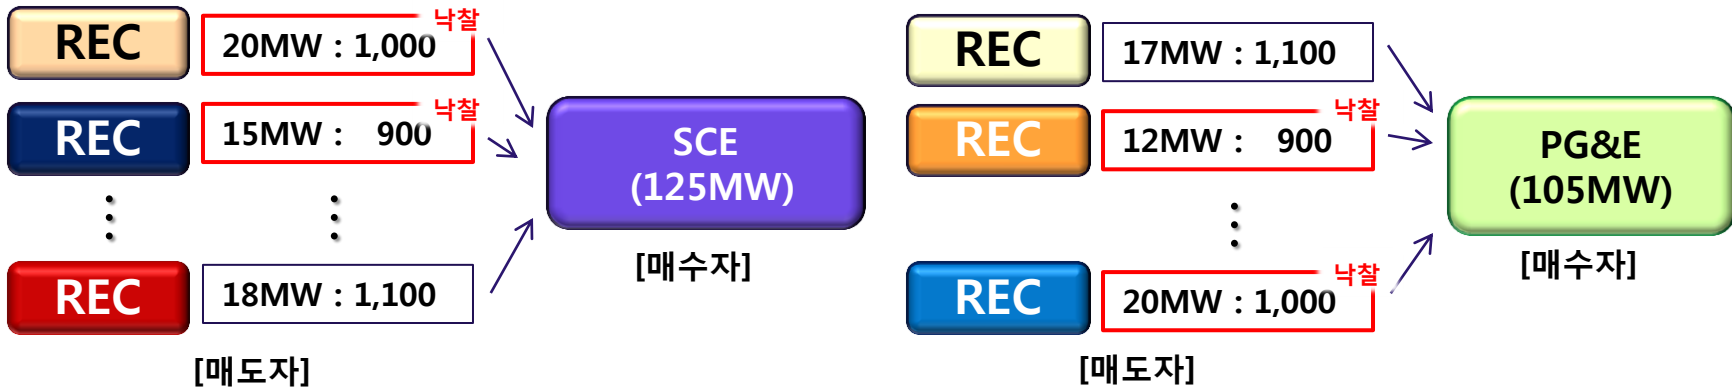 REC 20MW : 1,000 낙찰
REC 15MW : 900 낙찰
REC 18MW : 1,100
[매도자]
SCE
(125MW)
[매수자]
REC 17MW : 1,100
REC 12MW : 900 낙찰
REC 20MW : 1,000 낙찰
[매도자]
PG&E
(105MW)
[매수자]